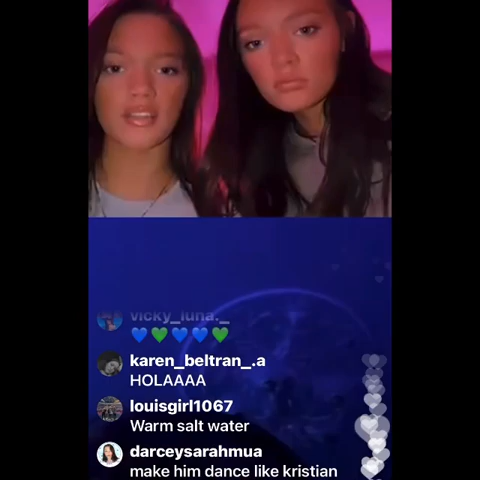 vicky_luna._
💙💚💙💙💚
karen_beltran_.a
HOLAAAA
louisgirl1067
Warm salt water
darceysarahmua
make him dance like kristian